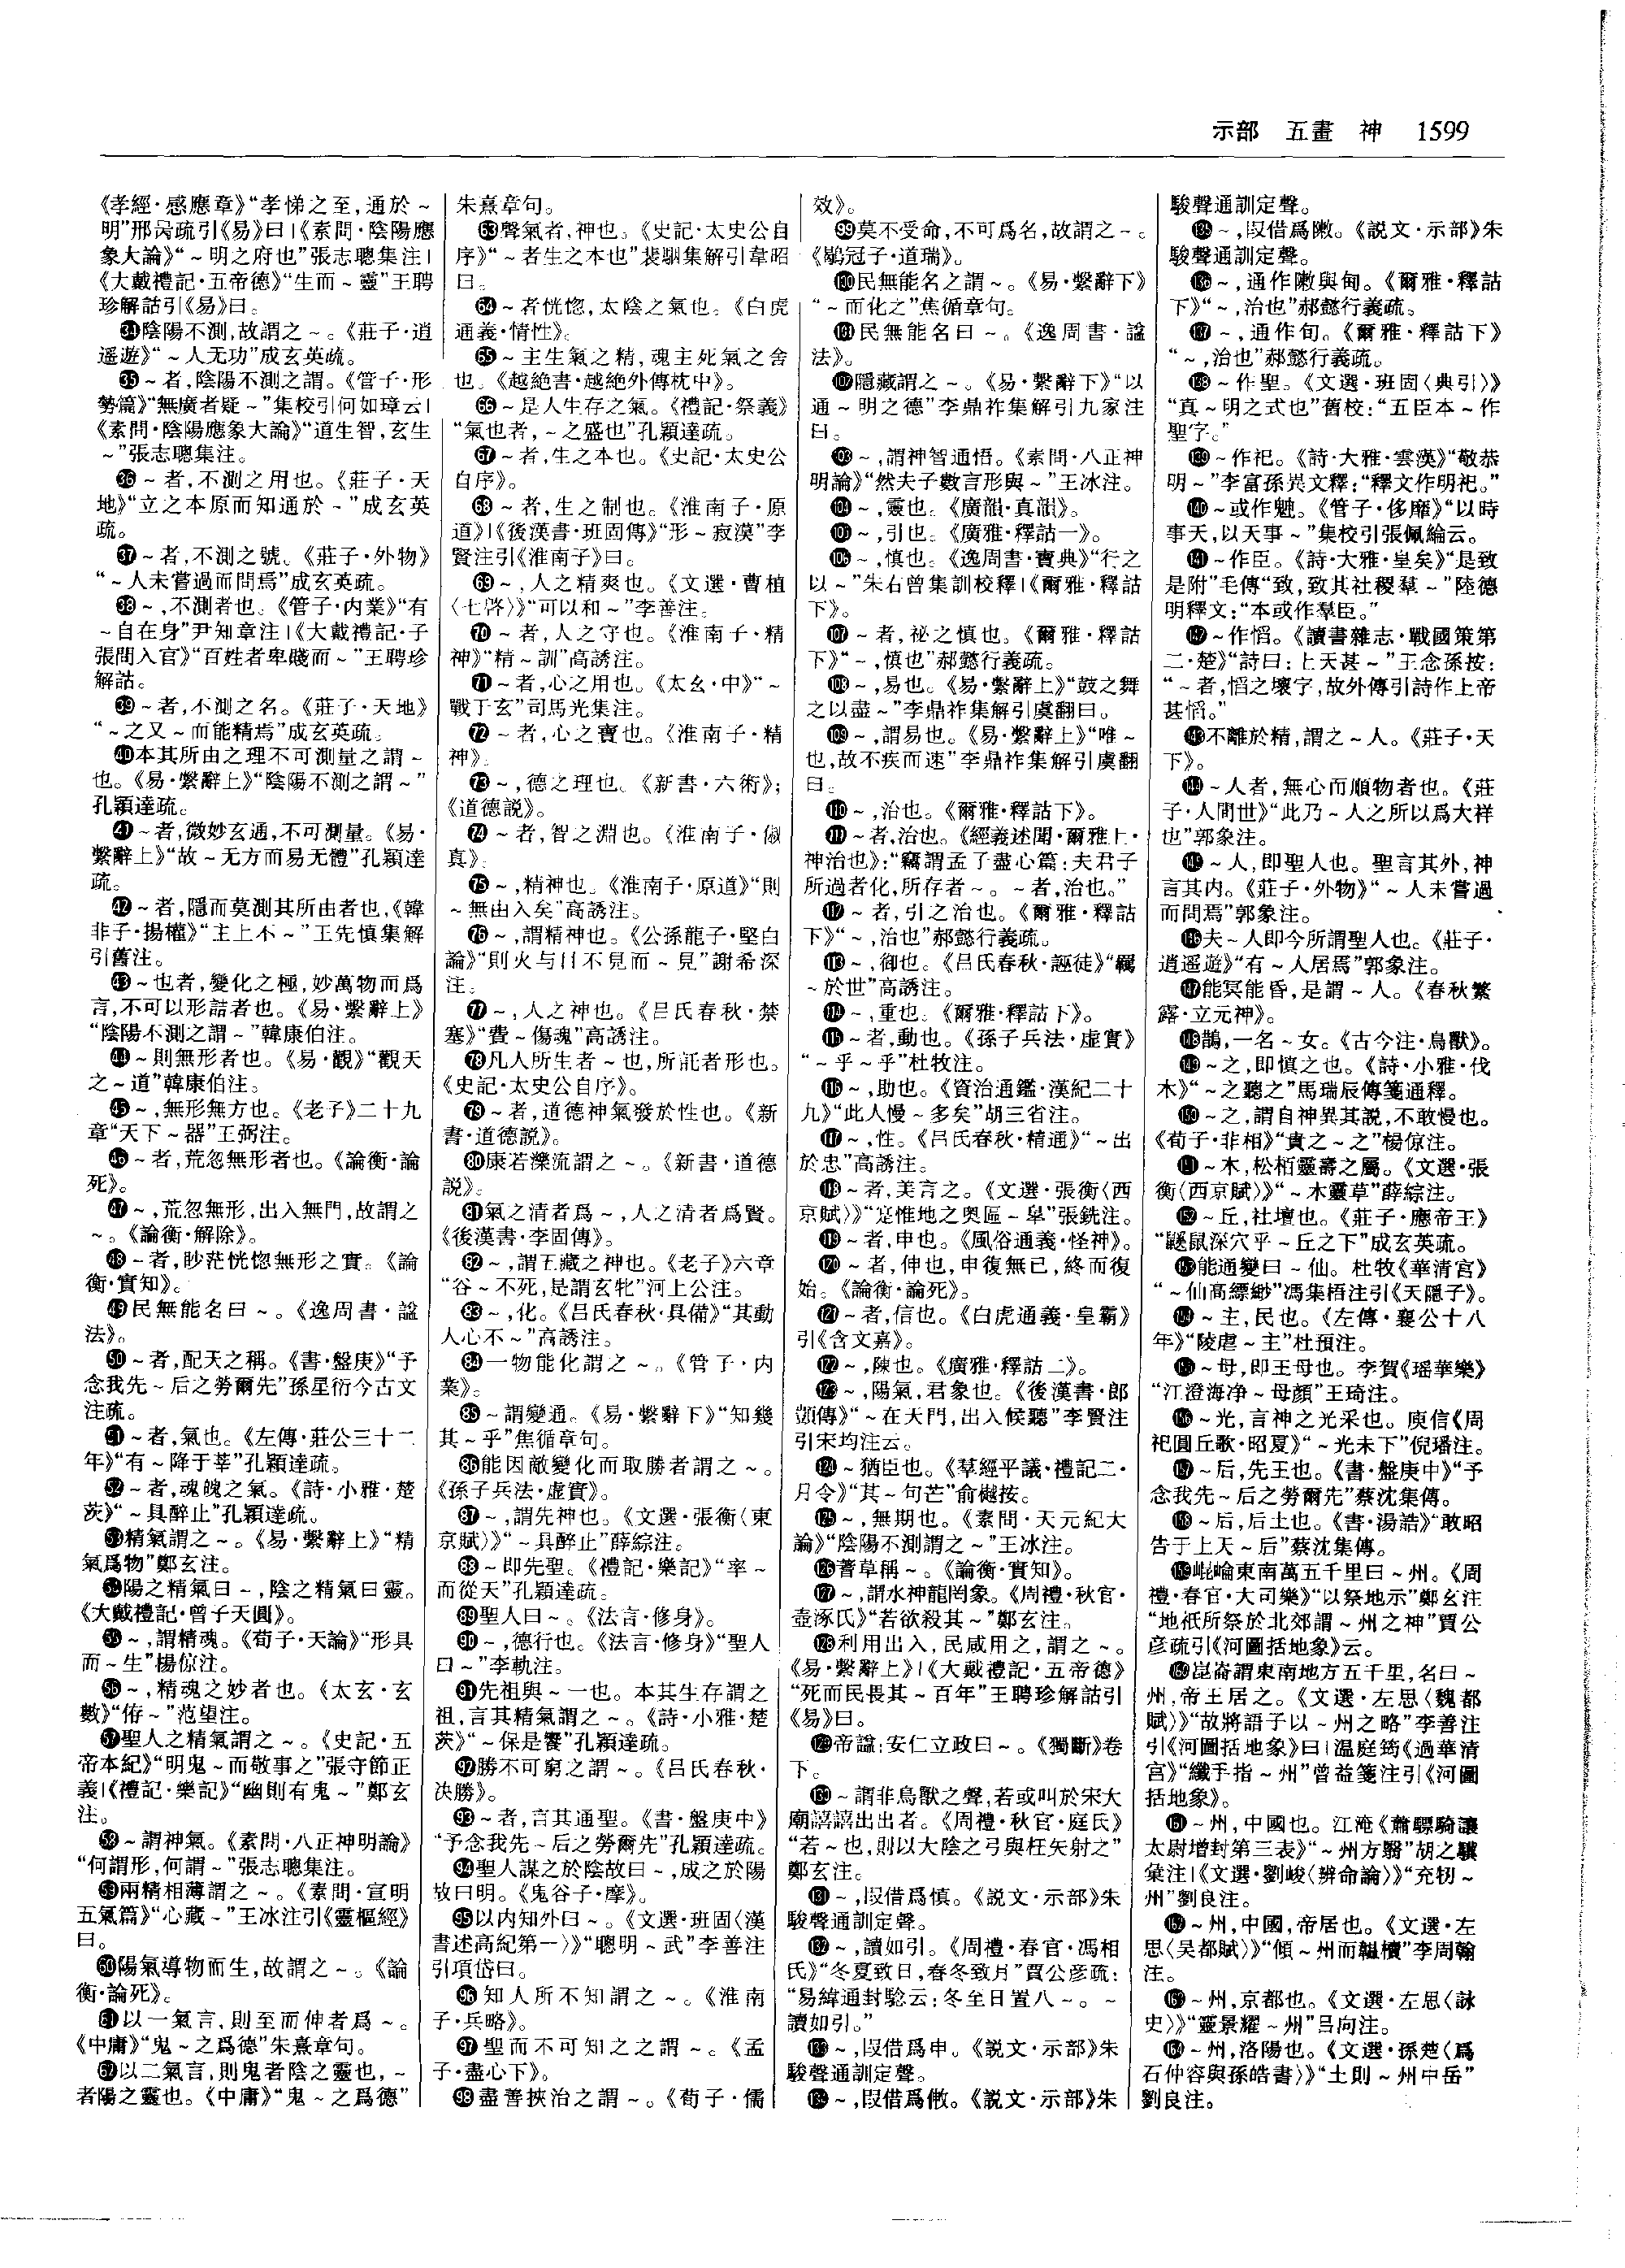 示部　五畫　神　1599
《孝經·感應章》“孝悌之至,通於～
明”邢昺疏引《易》曰|《素問·陰陽應
象大論》“～明之府也”張志聰集注|
《大戴禮記·五帝德》“生而～靈”王聘
珍解詁引《易》曰。
㉞陰陽不測,故謂之～。《莊子·逍
遥遊》“～人无功”成玄英疏。
㉟～者,陰陽不測之謂。《管子·形
勢篇》“無廣者疑～”集校引何如璋云|
《素問·陰陽應象大論》“道生智,玄生
～”張志聰集注。
㊱～者,不測之用也。《莊子·天
地》“立之本原而知通於～”成玄英
疏。
㊲～者,不測之號。《莊子·外物》
“～人未嘗過而問焉”成玄英疏。
㊳～,不測者也。《管子·内業》“有
～自在身”尹知章注|《大戴禮記·子
張問入官》“百姓者卑賤而～”王聘珍
解詁。
㊴～者,不測之名。《莊子·天地》
“～之又～而能精焉”成玄英疏。
㊵本其所由之理不可測量之謂～
也。《易·繫辭上》“陰陽不測之謂～”
孔穎達疏。
㊶～者,微妙玄通,不可測量。《易·
繫辭上》“故～无方而易无體”孔穎達
疏。
㊷～者,隱而莫測其所由者也,《韓
非子·揚權》“主上不～”王先慎集解
引舊注。
㊸～也者,變化之極,妙萬物而爲
言,不可以形詰者也。《易·繫辭上》
“陰陽不測之謂～”韓康伯注。
㊹～則無形者也。《易·觀》“觀天
之～道”韓康伯注。
㊺～,無形無方也。《老子》二十九
章“天下～器”王弼注。
㊻～者,荒忽無形者也。《論衡·論
死》。
㊼～,荒忽無形,出入無門,故謂之
～。《論衡·解除》。
㊽～者,眇茫恍惚無形之實。《論
衡·實知》。
㊾民無能名曰～。《逸周書·謚
法》。
㊿～者,配天之稱。《書·盤庚》“予
念我先～后之勞爾先”孫星衍今古文
注疏。
51～者,氣也。《左傳·莊公三十二
年》“有～降于莘”孔穎達疏。
52～者,魂魄之氣。《詩·小雅·楚
茨》“～具醉止”孔穎達疏。
53精氣謂之～。《易·繫辭上》“精
氣爲物”鄭玄注。
54陽之精氣曰～,陰之精氣曰靈。
《大戴禮記·曾子天圓》。
55～,謂精魂。《荀子·天論》“形具
而～生”楊倞注。
56～,精魂之妙者也。《太玄·玄
數》“侟～”范望注。
57聖人之精氣謂之～。《史記·五
帝本紀》“明鬼～而敬事之”張守節正
義|《禮記·樂記》“幽則有鬼～”鄭玄
注。
58～謂神氣。《素問·八正神明論》
“何謂形,何謂～”張志聰集注。
59兩精相薄謂之～。《素問·宣明
五氣篇》“心藏～”王冰注引《靈樞經》
曰。
60陽氣導物而生,故謂之～。《論
衡·論死》。
61以一氣言,則至而伸者爲～。
《中庸》“鬼～之爲德”朱熹章句。
62以二氣言,則鬼者陰之靈也,～
者陽之靈也。《中庸》“鬼～之爲德”
朱熹章句。
63聲氣者,神也。《史記·太史公自
序》“～者生之本也”裴駰集解引韋昭
曰。
64～者恍惚,太陰之氣也。《白虎
通義·情性》。
65～主生氣之精,魂主死氣之舍
也。《越絶書·越絶外傳枕中》。
66～是人生存之氣。《禮記·祭義》
“氣也者,～之盛也”孔穎達疏。
67～者,生之本也。《史記·太史公
自序》。
68～者,生之制也。《淮南子·原
道》|《後漢書·班固傳》“形～寂漠”李
賢注引《淮南子》曰。
69～,人之精爽也。《文選·曹植
〈七啓〉》“可以和～”李善注。
70～者,人之守也。《淮南子·精
神》“精～訓”高誘注。
71～者,心之用也。《太玄·中》“～
戰于玄”司馬光集注。
72～者,心之寶也。《淮南子·精
神》。
73～,德之理也。《新書·六術》;
《道德説》。
74～者,智之淵也。《淮南子·俶
真》。
75～,精神也。《淮南子·原道》“則
～無由入矣”高誘注。
76～,謂精神也。《公孫龍子·堅白
論》“則火与目不見而～見”謝希深
注。
77～,人之神也。《吕氏春秋·禁
塞》“費～傷魂”高誘注。
78凡人所生者～也,所託者形也。
《史記·太史公自序》。
79～者,道德神氣發於性也。《新
書·道德説》。
80康若濼流謂之～。《新書·道德
説》。
81氣之清者爲～,人之清者爲賢。
《後漢書·李固傳》。
82～,謂五藏之神也。《老子》六章
“谷～不死,是謂玄牝”河上公注。
83～,化。《吕氏春秋·具備》“其動
人心不～”高誘注。
84一物能化謂之～。《管子·内
業》。
85～謂變通。《易·繫辭下》“知幾
其～乎”焦循章句。
86能因敵變化而取勝者謂之～。
《孫子兵法·虚實》。
87～,謂先神也。《文選·張衡〈東
京賦〉》“～具醉止”薛綜注。
88～即先聖。《禮記·樂記》“率～
而從天”孔穎達疏。
89聖人曰～。《法言·修身》。
90～,德行也。《法言·修身》“聖人
曰～”李軌注。
91先祖與～一也。本其生存謂之
祖,言其精氣謂之～。《詩·小雅·楚
茨》“～保是饗”孔穎達疏。
92勝不可窮之謂～。《吕氏春秋·
决勝》。
93～者,言其通聖。《書·盤庚中》
“予念我先～后之勞爾先”孔穎達疏。
94聖人謀之於陰故曰～,成之於陽
故曰明。《鬼谷子·摩》。
95以内知外曰～。《文選·班固〈漢
書述高紀第一〉》“聰明～武”李善注
引項岱曰。
96知人所不知謂之～。《淮南
子·兵略》。
97聖而不可知之之謂～。《孟
子·盡心下》。
98盡善挾治之謂～。《荀子·儒
效》。
99莫不受命,不可爲名,故謂之～。
《鶡冠子·道瑞》。
100民無能名之謂～。《易·繫辭下》
“～而化之”焦循章句。
101民無能名曰～。《逸周書·謚
法》。
102隱藏謂之～。《易·繫辭下》“以
通～明之德”李鼎祚集解引九家注
曰。
103～,謂神智通悟。《素問·八正神
明論》“然夫子數言形與～”王冰注。
104～,靈也。《廣韻·真韻》。
105～,引也。《廣雅·釋詁一》。
106～,慎也。《逸周書·寶典》“行之
以～”朱右曾集訓校釋|《爾雅·釋詁
下》。
107～者,祕之慎也。《爾雅·釋詁
下》“～,慎也”郝懿行義疏。
108～,易也。《易·繫辭上》“鼓之舞
之以盡～”李鼎祚集解引虞翻曰。
109～,謂易也。《易·繫辭上》“唯～
也,故不疾而速”李鼎祚集解引虞翻
曰。
110～,治也。《爾雅·釋詁下》。
111～者,治也。《經義述聞·爾雅上·
神治也》:“竊謂孟子盡心篇:夫君子
所過者化,所存者～。～者,治也。”
112～者,引之治也。《爾雅·釋詁
下》“～,治也”郝懿行義疏。
113～,御也。《吕氏春秋·誣徒》“羈
～於世”高誘注。
114～,重也。《爾雅·釋詁下》。
115～者,動也。《孫子兵法·虚實》
“～乎～乎”杜牧注。
116～,助也。《資治通鑑·漢紀二十
九》“此人慢～多矣”胡三省注。
117～,性。《吕氏春秋·精通》“～出
於忠”高誘注。
118～者,美言之。《文選·張衡〈西
京賦〉》“寔惟地之奥區～皋”張銑注。
119～者,申也。《風俗通義·怪神》。
120～者,伸也,申復無已,終而復
始。《論衡·論死》。
121～者,信也。《白虎通義·皇霸》
引《含文嘉》。
122～,陳也。《廣雅·釋詁二》。
123～,陽氣,君象也。《後漢書·郎
顗傳》“～在天門,出入候聽”李賢注
引宋均注云。
124～猶臣也。《羣經平議·禮記二·
月令》“其～句芒”俞樾按。
125～,無期也。《素問·天元紀大
論》“陰陽不測謂之～”王冰注。
126蓍草稱～。《論衡·實知》。
127～,謂水神龍罔象。《周禮·秋官·
壺涿氏》“若欲殺其～”鄭玄注。
128利用出入,民咸用之,謂之～。
《易·繫辭上》|《大戴禮記·五帝德》
“死而民畏其～百年”王聘珍解詁引
《易》曰。
129帝謚:安仁立政曰～。《獨斷》卷
下。
130～謂非鳥獸之聲,若或叫於宋大
廟譆譆出出者。《周禮·秋官·庭氏》
“若～也,則以大陰之弓與枉矢射之”
鄭玄注。
131～,叚借爲慎。《説文·示部》朱
駿聲通訓定聲。
132～,讀如引。《周禮·春官·馮相
氏》“冬夏致日,春冬致月”賈公彦疏:
“易緯通卦驗云:冬至日置八～。～
讀如引。”
133～,叚借爲申。《説文·示部》朱
駿聲通訓定聲。
134～,叚借爲敒。《説文·示部》朱
駿聲通訓定聲。
135～,叚借爲敶。《説文·示部》朱
駿聲通訓定聲。
136～,通作敶與甸。《爾雅·釋詁
下》“～,治也”郝懿行義疏。
137～,通作旬。《爾雅·釋詁下》
“～,治也”郝懿行義疏。
138～作聖。《文選·班固〈典引〉》
“真～明之式也”舊校:“五臣本～作
聖字。”
139～作祀。《詩·大雅·雲漢》“敬恭
明～”李富孫異文釋:“釋文作明祀。”
140～或作魅。《管子·侈靡》“以時
事天,以天事～”集校引張佩綸云。
141～作臣。《詩·大雅·皇矣》“是致
是附”毛傳“致,致其社稷羣～”陸德
明釋文:“本或作羣臣。”
142～作慆。《讀書雜志·戰國策第
二·楚》“詩曰:上天甚～”王念孫按:
“～者,慆之壞字,故外傳引詩作上帝
甚慆。”
143不離於精,謂之～人。《莊子·天
下》。
144～人者,無心而順物者也。《莊
子·人間世》“此乃～人之所以爲大祥
也”郭象注。
145～人,即聖人也。聖言其外,神
言其内。《莊子·外物》“～人未嘗過
而問焉”郭象注。
146夫～人即今所謂聖人也。《莊子·
逍遥遊》“有～人居焉”郭象注。
147能冥能昏,是謂～人。《春秋繁
露·立元神》。
148鵲,一名～女。《古今注·鳥獸》。
149～之,即慎之也。《詩·小雅·伐
木》“～之聽之”馬瑞辰傳箋通釋。
150～之,謂自神異其説,不敢慢也。
《荀子·非相》“貴之～之”楊倞注。
151～木,松栢靈壽之屬。《文選·張
衡〈西京賦〉》“～木靈草”薛綜注。
152～丘,社壇也。《莊子·應帝王》
“鼷鼠深穴乎～丘之下”成玄英疏。
153能通變曰～仙。杜牧《華清宫》
“～仙高縹緲”馮集梧注引《天隱子》。
154～主,民也。《左傳·襄公十八
年》“陵虐～主”杜預注。
155～母,即王母也。李賀《瑶華樂》
“江澄海净～母顔”王琦注。
156～光,言神之光采也。庾信《周
祀圓丘歌·昭夏》“～光未下”倪璠注。
157～后,先王也。《書·盤庚中》“予
念我先～后之勞爾先”蔡沈集傳。
158～后,后土也。《書·湯誥》“敢昭
告于上天～后”蔡沈集傳。
159崐崘東南萬五千里曰～州。《周
禮·春官·大司樂》“以祭地示”鄭玄注
“地祇所祭於北郊謂～州之神”賈公
彦疏引《河圖括地象》云。
160崑崙謂東南地方五千里,名曰～
州,帝王居之。《文選·左思〈魏都
賦〉》“故將語子以～州之略”李善注
引《河圖括地象》曰|温庭筠《過華清
宫》“纖手指～州”曾益箋注引《河圖
括地象》。
161～州,中國也。江淹《蕭驃騎讓
太尉增封第三表》“～州方翳”胡之驥
彙注|《文選·劉峻〈辨命論〉》“充牣～
州”劉良注。
162～州,中國,帝居也。《文選·左
思〈吴都賦〉》“傾～州而韞櫝”李周翰
注。
163～州,京都也。《文選·左思〈詠
史〉》“靈景耀～州”吕向注。
164～州,洛陽也。《文選·孫楚〈爲
石仲容與孫皓書〉》“土則～州中岳”
劉良注。